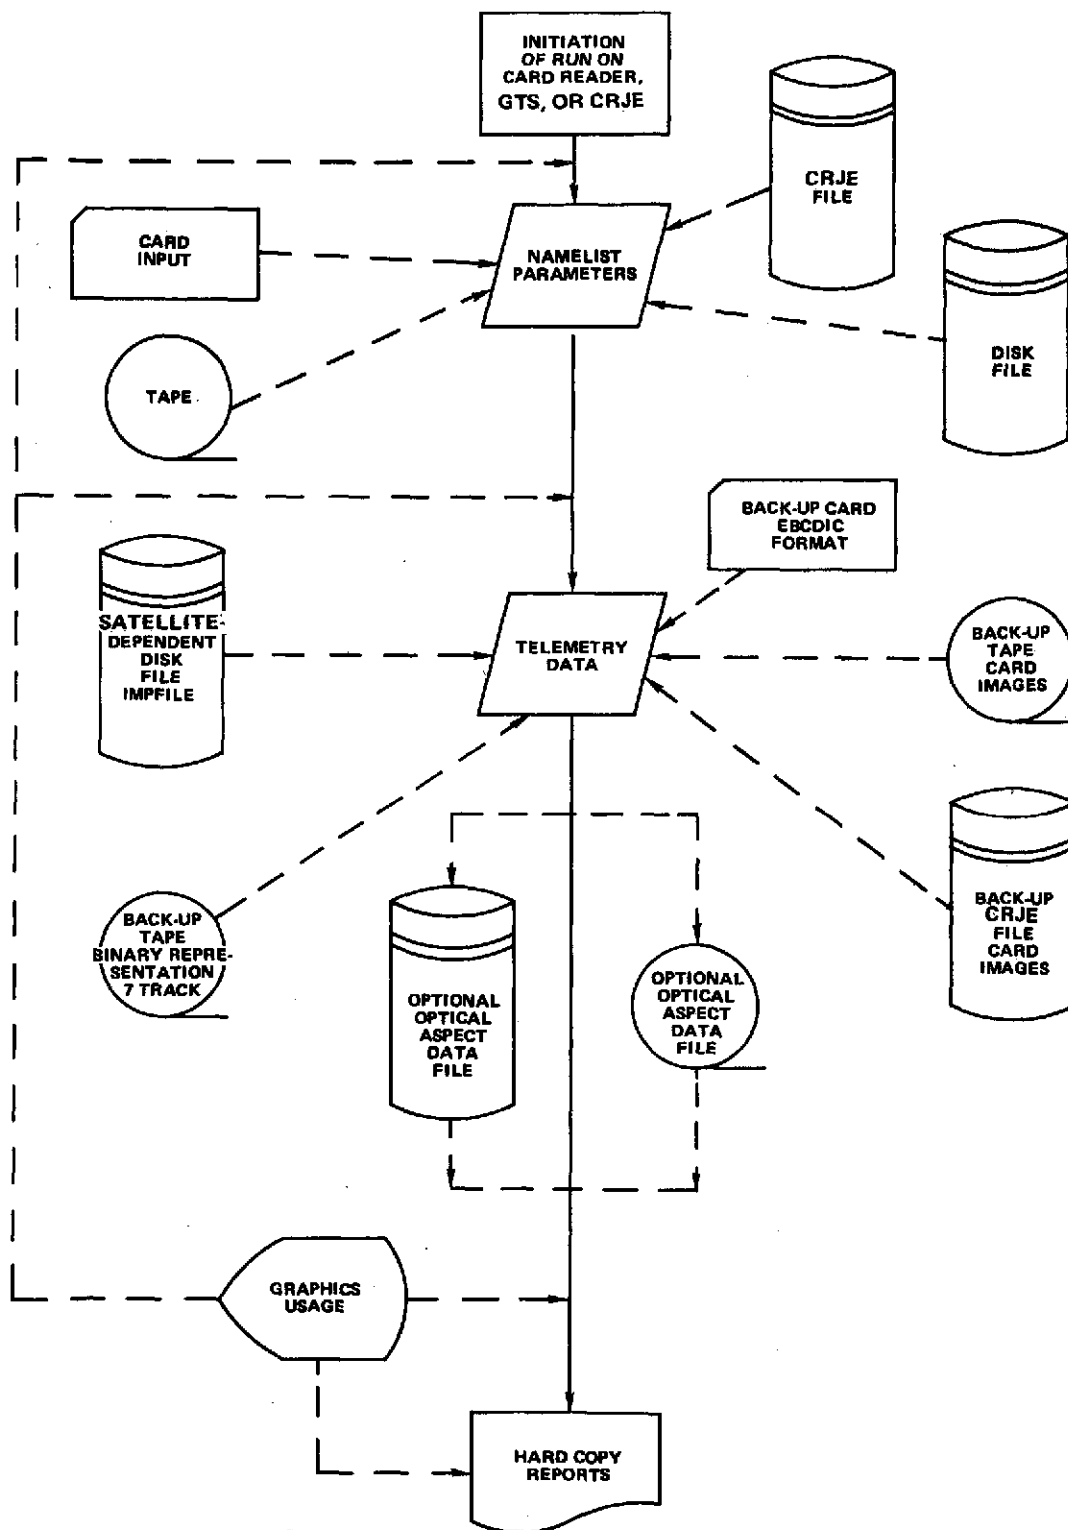 INITIATION
OF RUN ON
CARD READER,
GTS, OR CRJE
CRJE
FILE
CARD
INPUT
NAMELIST
PARAMETERS
DISK
FILE
TAPE
BACK-UP CARD
EBCDIC
FORMAT
SATELLITE-
DEPENDENT
DISK
FILE
IMPFILE
TELEMETRY
DATA
BACK-UP
TAPE
CARD
IMAGES
BACK-UP
TAPE
BINARY REPRE-
SENTATION
7 TRACK
BACK-UP
CRJE
FILE
CARD
IMAGES
OPTIONAL
OPTICAL
ASPECT
DATA
FILE
OPTIONAL
OPTICAL
ASPECT
DATA
FILE
GRAPHICS
USAGE
HARD COPY
REPORTS